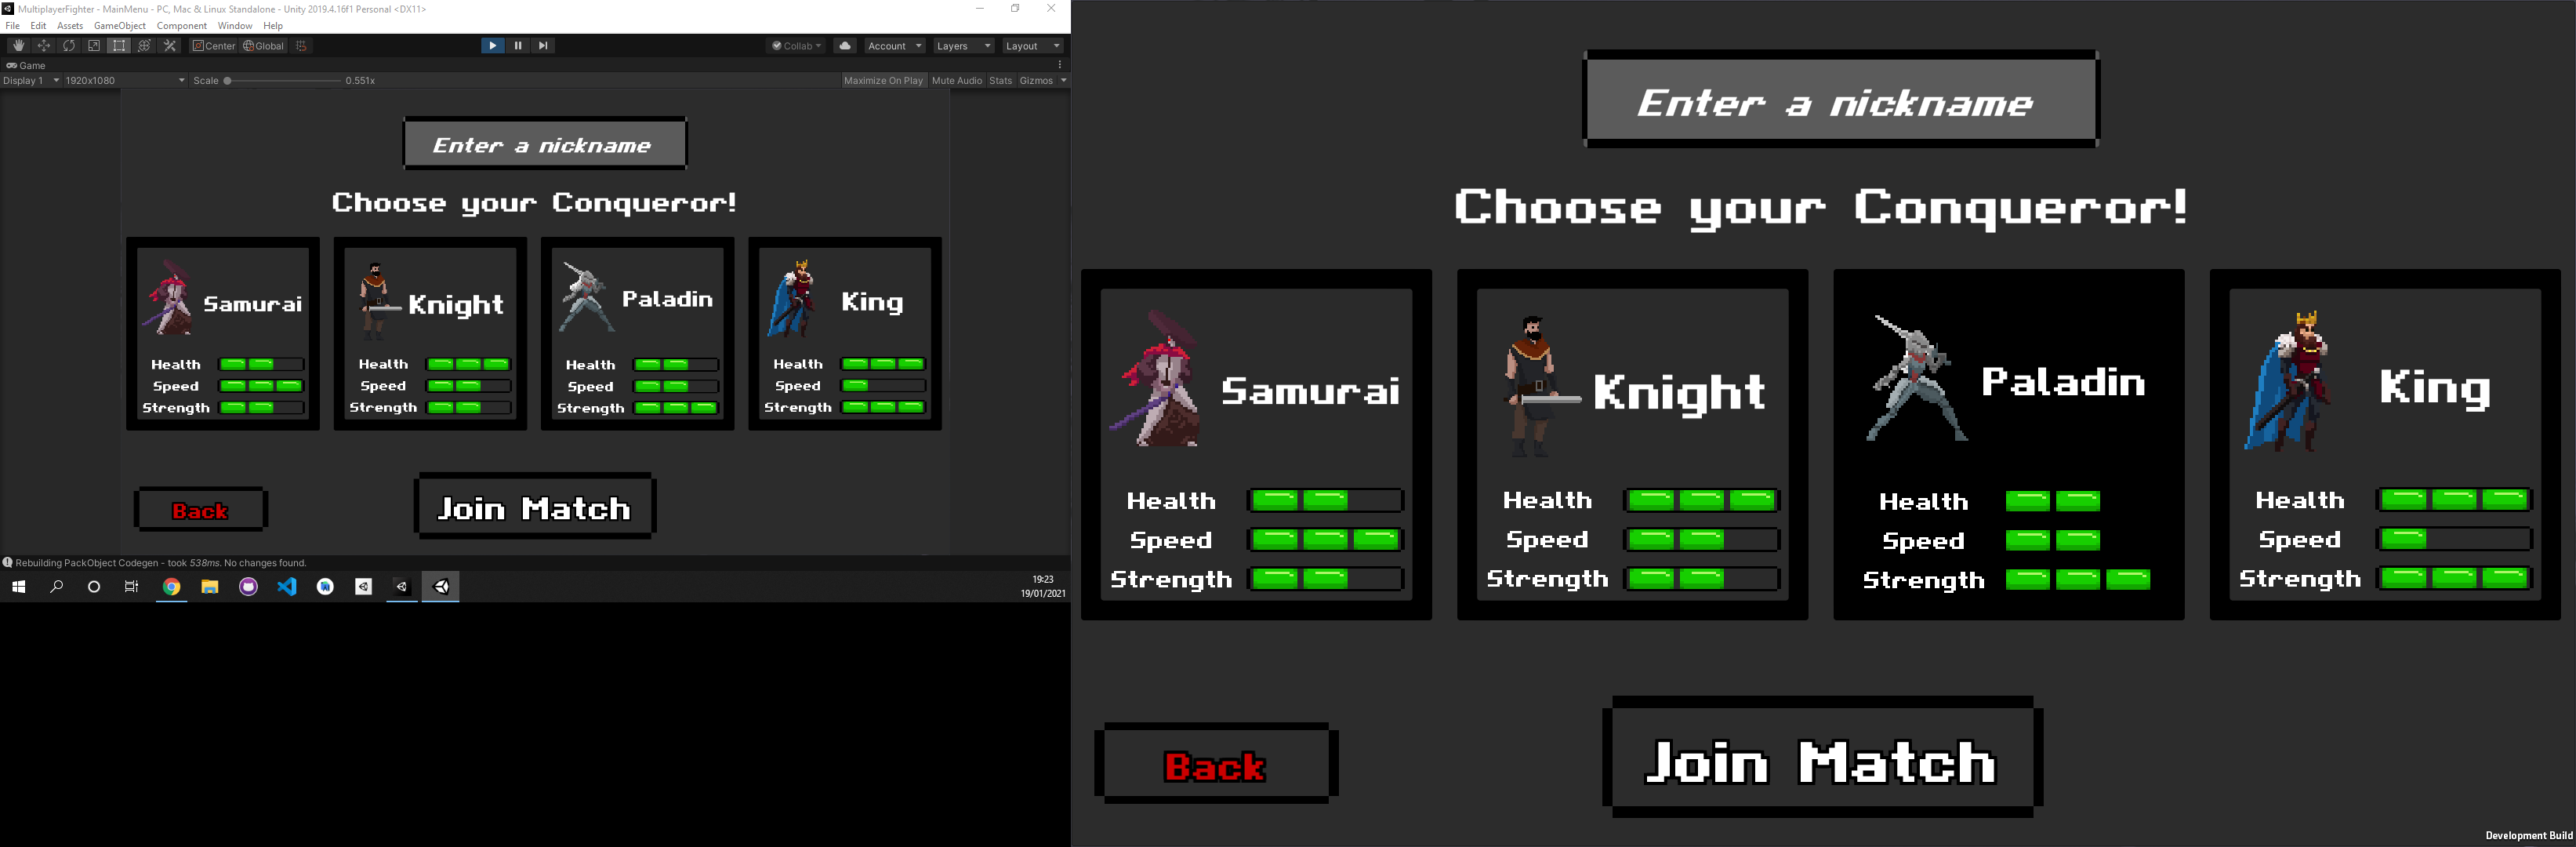 MultiplayerFighter - MainMenu - PC, Mac & Linux Standalone - Unity 2019.4.16f1 Personal <DX11>
File Edit Assets GameObject Component Window Help
Center Global Collab Account Layers Layout
Game
Display 1 1920x1080 Scale 0.551x Maximize On Play Mute Audio Stats Gizmos
Enter a nickname
Choose your Conqueror!
Samurai
Health
Speed
Strength
Knight
Health
Speed
Strength
Paladin
Health
Speed
Strength
King
Health
Speed
Strength
Back
Join Match
Rebuilding PackObject Codegen - took 538ms. No changes found.
19:23
19/01/2021
Enter a nickname
Choose your Conqueror!
Samurai
Health
Speed
Strength
Knight
Health
Speed
Strength
Paladin
Health
Speed
Strength
King
Health
Speed
Strength
Back
Join Match
Development Build